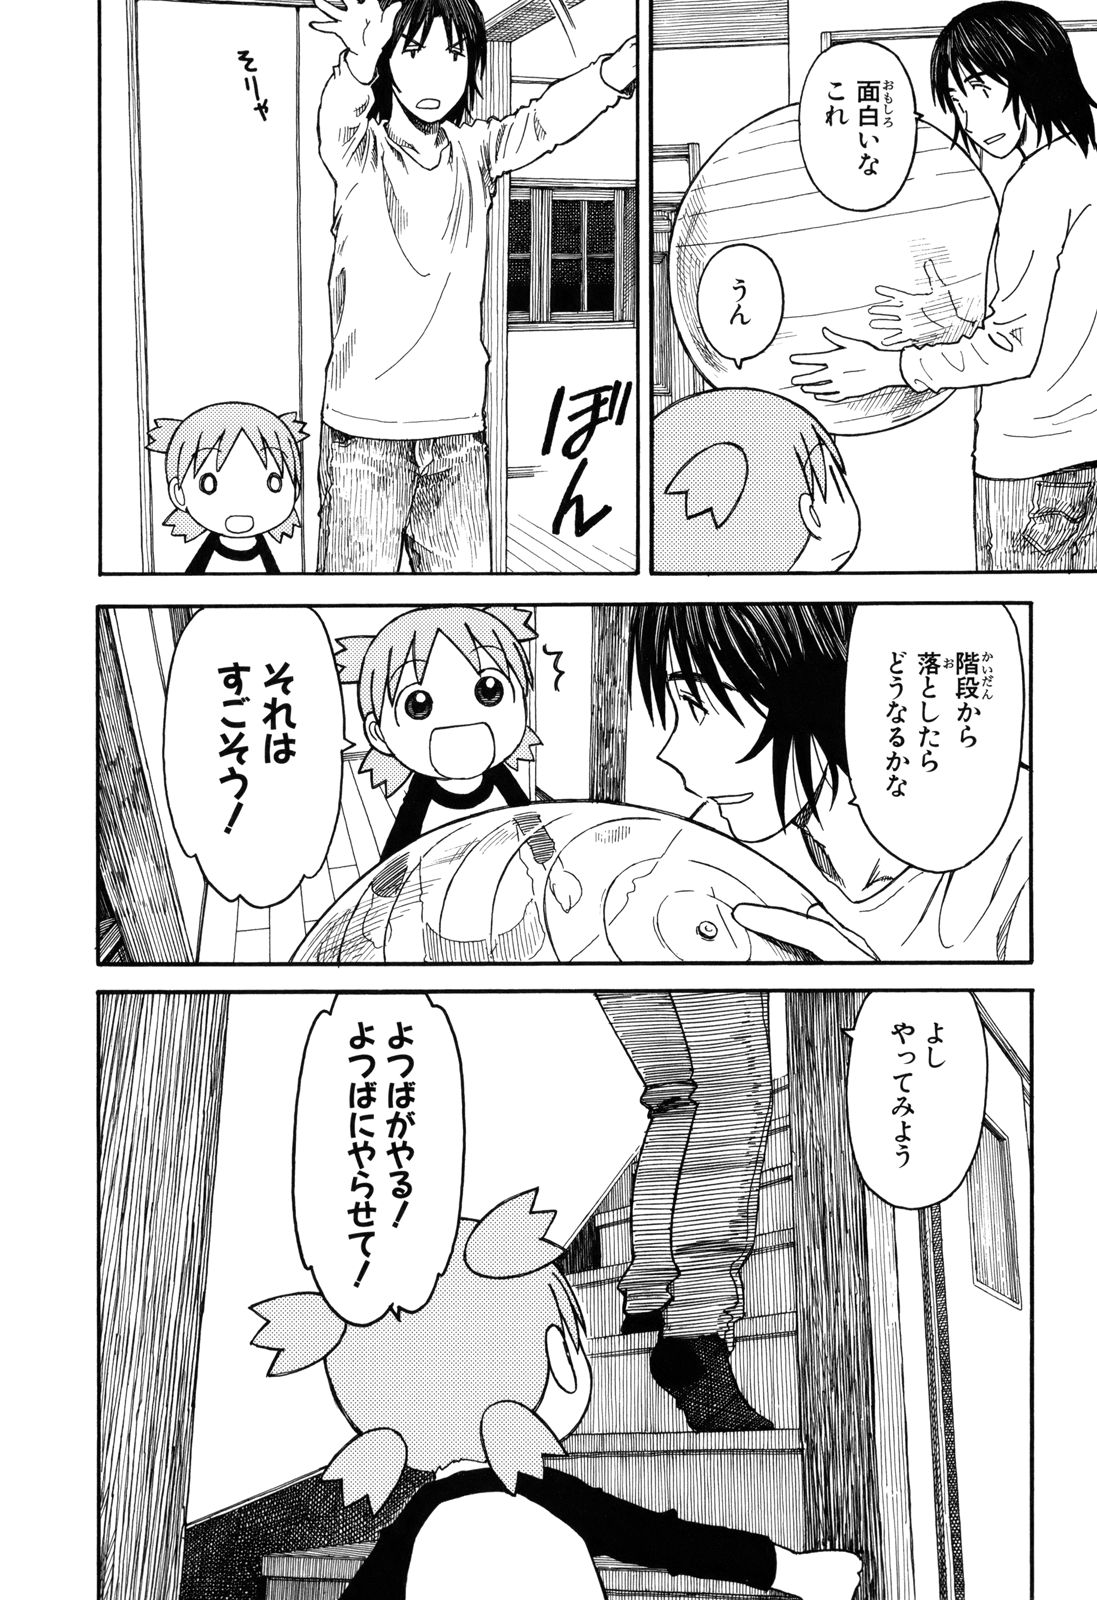 面白いな
これ
うん
そりゃ
ぼん
階段から
落としたら
どうなるかな
それは
すごそう！
よし
やってみよう
よつばがやる！
よつばにやらせて！